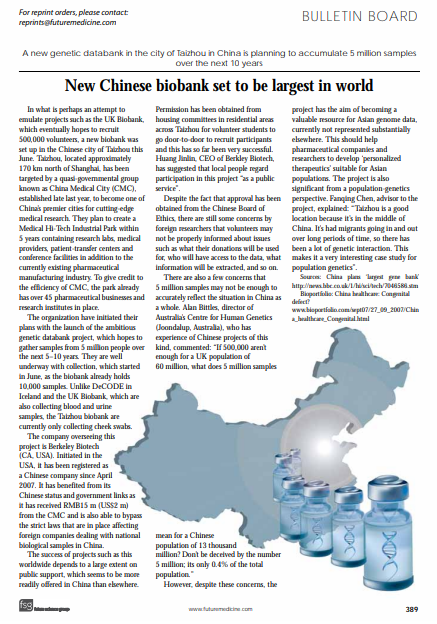 For reprint orders, please contact:
reprints@futuremedicine.com
BULLETIN BOARD
A new genetic databank in the city of Taizhou in China is planning to accumulate 5 million samples
over the next 10 years
New Chinese biobank set to be largest in world
In what is perhaps an attempt to
emulate projects such as the UK Biobank,
which eventually hopes to recruit
500,000 volunteers, a new biobank was
set up in the Chinese city of Taizhou this
June. Taizhou, located approximately
170 km north of Shanghai, has been
targeted by a quasi-governmental group
known as China Medical City (CMC),
established late last year, to become one of
China's premier cities for cutting-edge
medical research. They plan to create a
Medical Hi-Tech Industrial Park within
5 years containing research labs, medical
providers, patient-transfer centers and
conference facilities in addition to the
currently existing pharmaceutical
manufacturing industry. To give credit to
the efficiency of CMC, the park already
has over 45 pharmaceutical businesses and
research institutes in place.
The organization have initiated their
plans with the launch of the ambitious
genetic databank project, which hopes to
gather samples from 5 million people over
the next 5–10 years. They are well
underway with collection, which started
in June, as the biobank already holds
10,000 samples. Unlike DeCODE in
Iceland and the UK Biobank, which are
also collecting blood and urine
samples, the Taizhou biobank are
currently only collecting cheek swabs.
The company overseeing this
project is Berkeley Biotech
(CA, USA). Initiated in the
USA, it has been registered as
a Chinese company since April
2007. It has benefited from its
Chinese status and government links as
it has received RMB15 m (US$2 m)
from the CMC and is also able to bypass
the strict laws that are in place affecting
foreign companies dealing with national
biological samples in China.
The success of projects such as this
worldwide depends to a large extent on
public support, which seems to be more
readily offered in China than elsewhere.
Permission has been obtained from
housing committees in residential areas
across Taizhou for volunteer students to
go door-to-door to recruit participants
and this has so far been very successful.
Huang Jinlin, CEO of Berkley Biotech,
has suggested that local people regard
participation in this project "as a public
service".
Despite the fact that approval has been
obtained from the Chinese Board of
Ethics, there are still some concerns by
foreign researchers that volunteers may
not be properly informed about issues
such as what their donations will be used
for, who will have access to the data, what
information will be extracted, and so on.
There are also a few concerns that
5 million samples may not be enough to
accurately reflect the situation in China as
a whole. Alan Bittles, director of
Australia's Centre for Human Genetics
(Joondalup, Australia), who has
experience of Chinese projects of this
kind, commented: "If 500,000 aren't
enough for a UK population of
60 million, what does 5 million samples
mean for a Chinese
population of 13 thousand
million? Don't be deceived by the number
5 million; its only 0.4% of the total
population."
However, despite these concerns, the
project has the aim of becoming a
valuable resource for Asian genome data,
currently not represented substantially
elsewhere. This should help
pharmaceutical companies and
researchers to develop 'personalized
therapeutics' suitable for Asian
populations. The project is also
significant from a population-genetics
perspective. Fanqing Chen, advisor to the
project, explained: "Taizhou is a good
location because it's in the middle of
China. It's had migrants going in and out
over long periods of time, so there has
been a lot of genetic interaction. This
makes it a very interesting case study for
population genetics".
Sources: China plans 'largest gene bank'
http://news.bbc.co.uk/1/hi/sci/tech/7046586.stm
Bioportfolio: China healthcare: Congenital
defect?
www.bioportfolio.com/sept07/27_09_2007/Chin
a_healthcare_Congenital.html
fsg future science group
www.futuremedicine.com
389